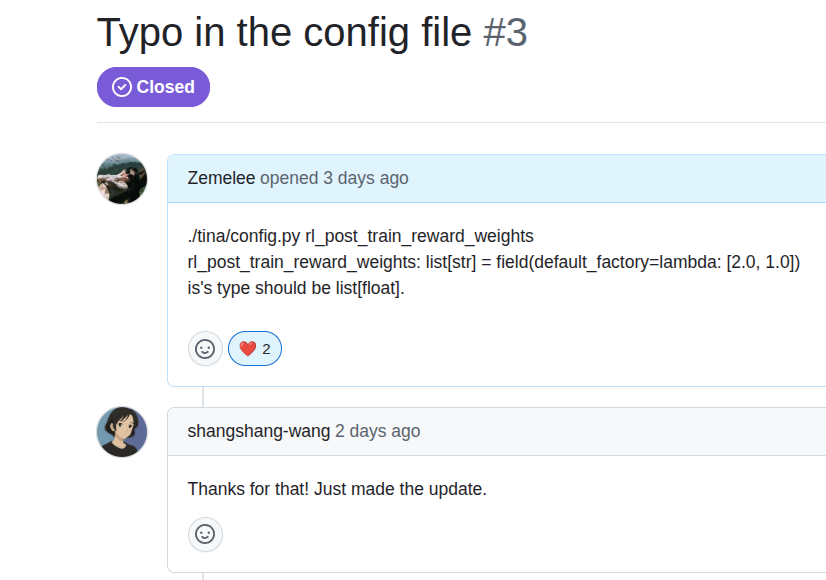 Typo in the config file #3
Closed
Zemelee opened 3 days ago
./tina/config.py rl_post_train_reward_weights
rl_post_train_reward_weights: list[str] = field(default_factory=lambda: [2.0, 1.0])
is's type should be list[float].
❤️ 2
shangshang-wang 2 days ago
Thanks for that! Just made the update.